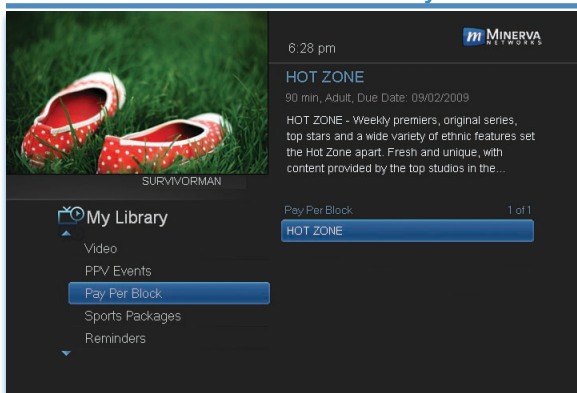 6:28 pm
MINERVA
NETWORKS
HOT ZONE
90 min, Adult, Due Date: 09/02/2009
HOT ZONE - Weekly premiers, original series,
top stars and a wide variety of ethnic features set
the Hot Zone apart. Fresh and unique, with
content provided by the top studios in the...
SURVIVORMAN
My Library
Video
PPV Events
Pay Per Block
Sports Packages
Reminders
Pay Per Block 1 of 1
HOT ZONE